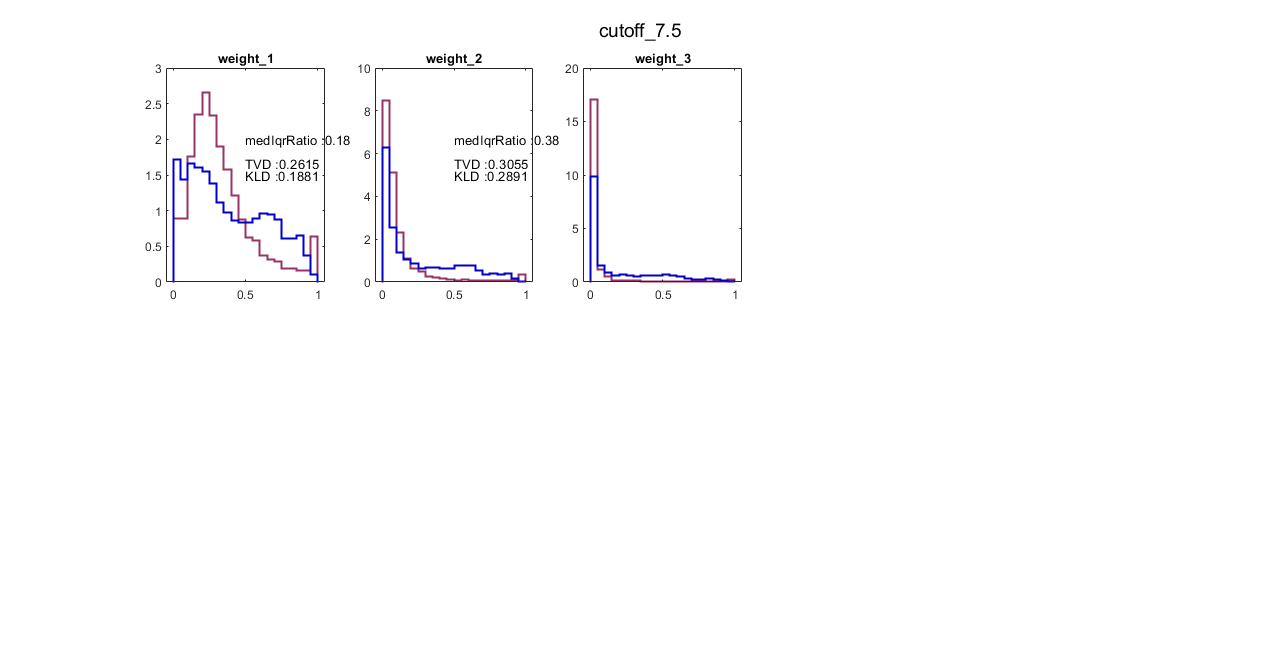 cutoff_7.5
weight_1
3
2.5
2
1.5
1
0.5
0
0
0.5
1
medIqrRatio :0.18
TVD :0.2615
KLD :0.1881
weight_2
10
8
6
4
2
0
0
0.5
1
medIqrRatio :0.38
TVD :0.3055
KLD :0.2891
weight_3
20
15
10
5
0
0
0.5
1